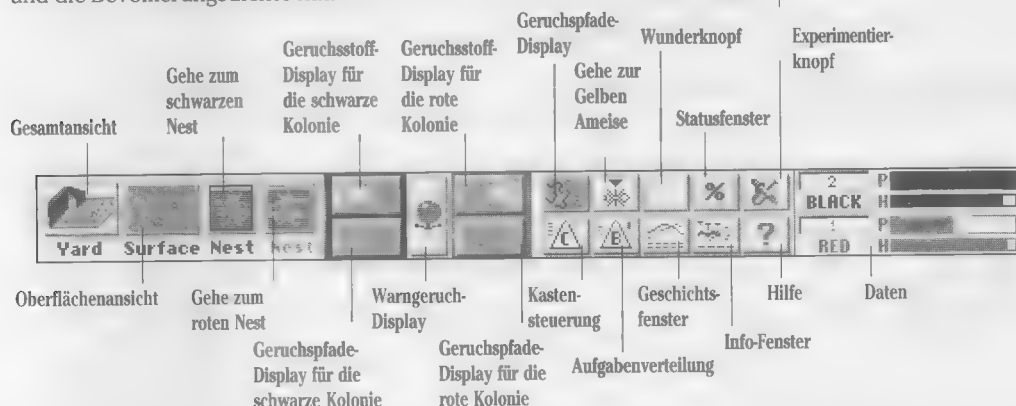 und die Bevölkerungsdichte
Geruchspfade-
Display
Wunderknopf
Experimentier-
knopf
Geruchsstoff-
Display für
die schwarze
Kolonie
Geruchsstoff-
Display für
die rote
Kolonie
Gehe zur
Gelben
Ameise
Gehe zum
schwarzen
Nest
Statusfenster
Gesamtansicht
Yard
Surface
Nest
Nest
%
C
B
?
2
BLACK
P
H
1
RED
P
H
Oberflächenansicht
Gehe zum
roten Nest
Warngeruch-
Display
Kasten-
steuerung
Geschichts-
fenster
Hilfe
Daten
Info-Fenster
Aufgabenverteilung
Geruchspfade-
Display für die
schwarze Kolonie
Geruchspfade-
Display für die
rote Kolonie